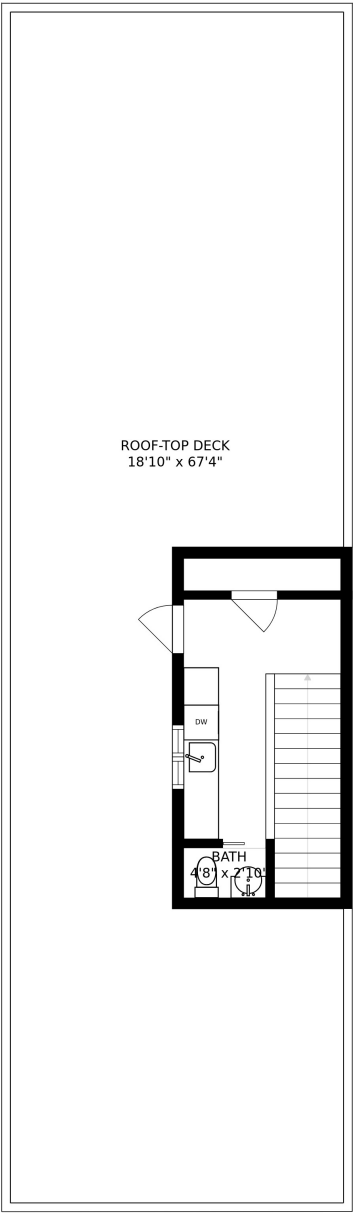 ROOF-TOP DECK
18'10" x 67'4"
DW
BATH
4'8" x 2'10"